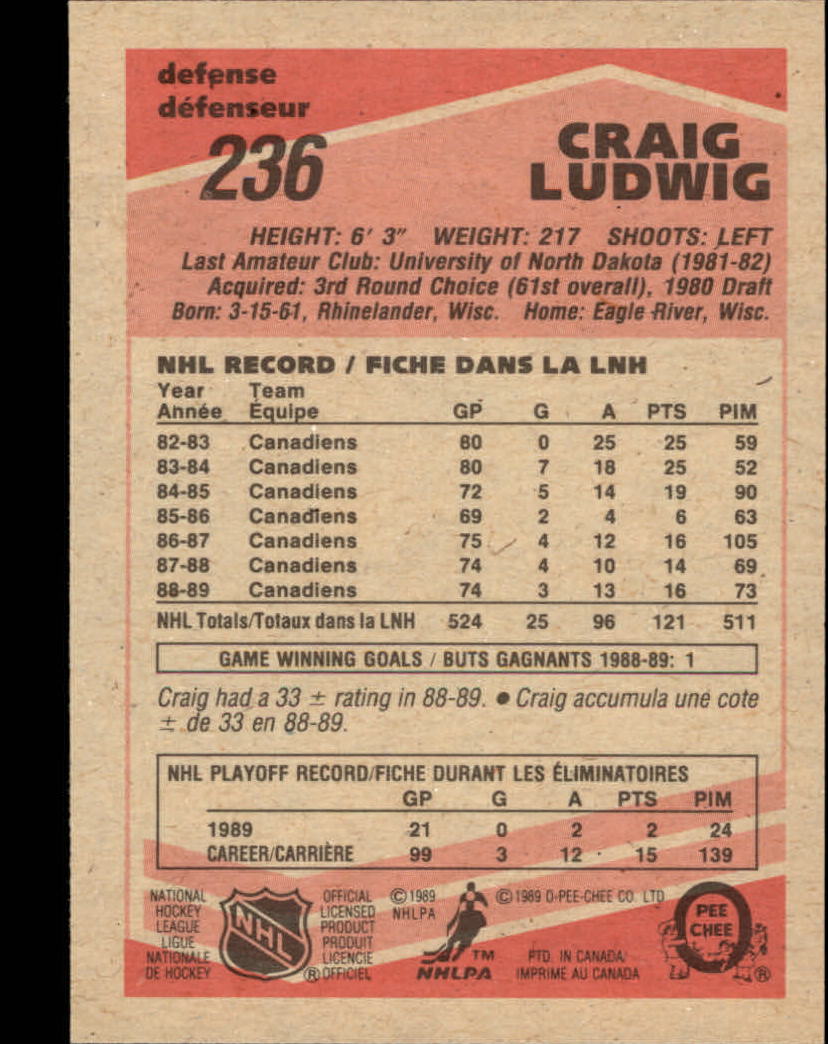 defense
défenseur
236
CRAIG
LUDWIG
HEIGHT: 6' 3" WEIGHT: 217 SHOOTS: LEFT
Last Amateur Club: University of North Dakota (1981-82)
Acquired: 3rd Round Choice (61st overall), 1980 Draft
Born: 3-15-61, Rhinelander, Wisc. Home: Eagle River, Wisc.
NHL RECORD / FICHE DANS LA LNH
Year Team
Année Équipe GP G A PTS PIM
82-83 Canadiens 80 0 25 25 59
83-84 Canadiens 80 7 18 25 52
84-85 Canadiens 72 5 14 19 90
85-86 Canadiens 69 2 4 6 63
86-87 Canadiens 75 4 12 16 105
87-88 Canadiens 74 4 10 14 69
88-89 Canadiens 74 3 13 16 73
NHL Totals/Totaux dans la LNH 524 25 96 121 511
GAME WINNING GOALS / BUTS GAGNANTS 1988-89: 1
Craig had a 33 ± rating in 88-89. ● Craig accumula une cote
± de 33 en 88-89.
NHL PLAYOFF RECORD/FICHE DURANT LES ÉLIMINATOIRES
GP G A PTS PIM
1989 21 0 2 2 24
CAREER/CARRIÈRE 99 3 12 15 139
NATIONAL
HOCKEY
LEAGUE
LIGUE
NATIONALE
DE HOCKEY
NHL
OFFICIAL
LICENSED
PRODUCT
PRODUIT
LICENCIE
® OFFICIEL
© 1989
NHLPA
TM
NHLPA
© 1989 O-PEE-CHEE CO. LTD.
PTD. IN CANADA/
IMPRIME AU CANADA
O
PEE
CHEE
®